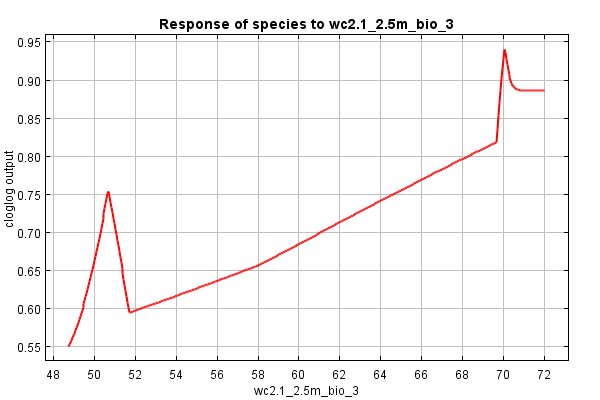 Response of species to wc2.1_2.5m_bio_3
cloglog output
0.95
0.90
0.85
0.80
0.75
0.70
0.65
0.60
0.55
48 50 52 54 56 58 60 62 64 66 68 70 72
wc2.1_2.5m_bio_3